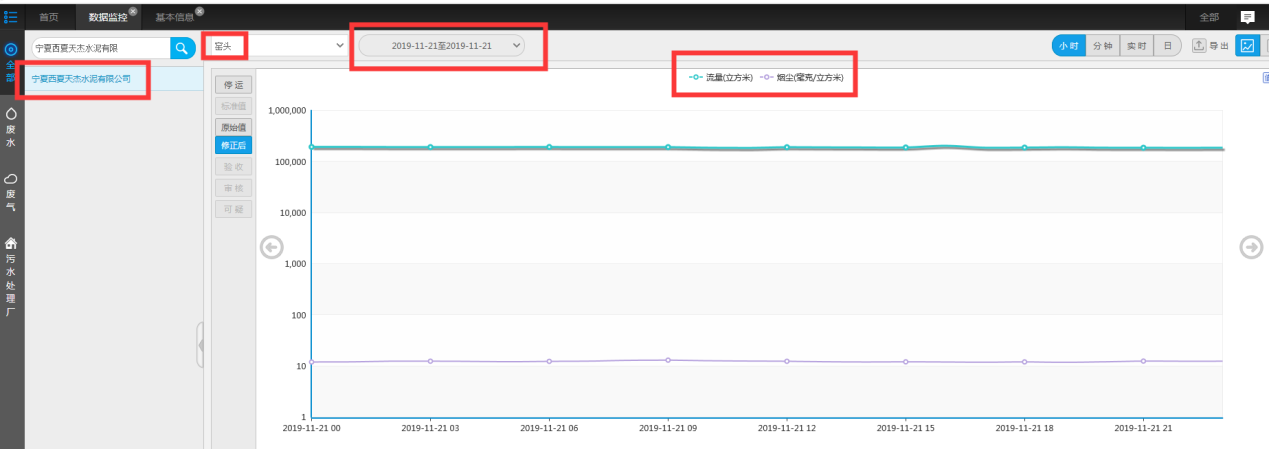 首页
数据监控
基本信息
全部
全部
宁夏西夏天杰水泥有限
窑头
2019-11-21至2019-11-21
小时
分钟
实时
日
导出
宁夏西夏天杰水泥有限公司
流量(立方米)
烟尘(毫克/立方米)
停运
标准值
原始值
修正后
验收
审核
可疑
废水
废气
污水处理厂
1,000,000
100,000
10,000
1,000
100
10
1
2019-11-21 00
2019-11-21 03
2019-11-21 06
2019-11-21 09
2019-11-21 12
2019-11-21 15
2019-11-21 18
2019-11-21 21